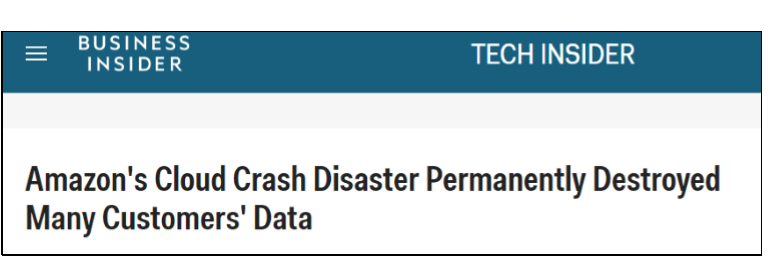 BUSINESS
INSIDER
TECH INSIDER
Amazon's Cloud Crash Disaster Permanently Destroyed
Many Customers' Data